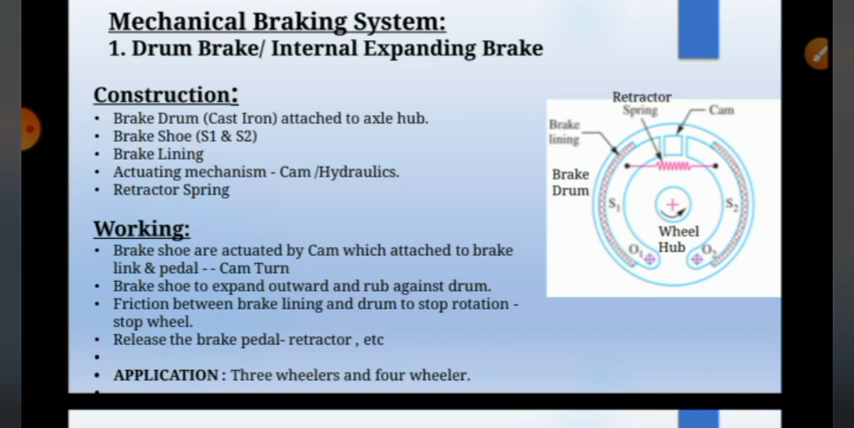 Mechanical Braking System:
1. Drum Brake/ Internal Expanding Brake
Construction:
• Brake Drum (Cast Iron) attached to axle hub.
• Brake Shoe (S1 & S2)
• Brake Lining
• Actuating mechanism - Cam /Hydraulics.
• Retractor Spring
Working:
• Brake shoe are actuated by Cam which attached to brake
link & pedal - - Cam Turn
• Brake shoe to expand outward and rub against drum.
• Friction between brake lining and drum to stop rotation -
stop wheel.
• Release the brake pedal- retractor , etc
•
• APPLICATION : Three wheelers and four wheeler.
Retractor
Spring
Cam
Brake
lining
Brake
Drum
S1
S2
Wheel
Hub
O1
O2